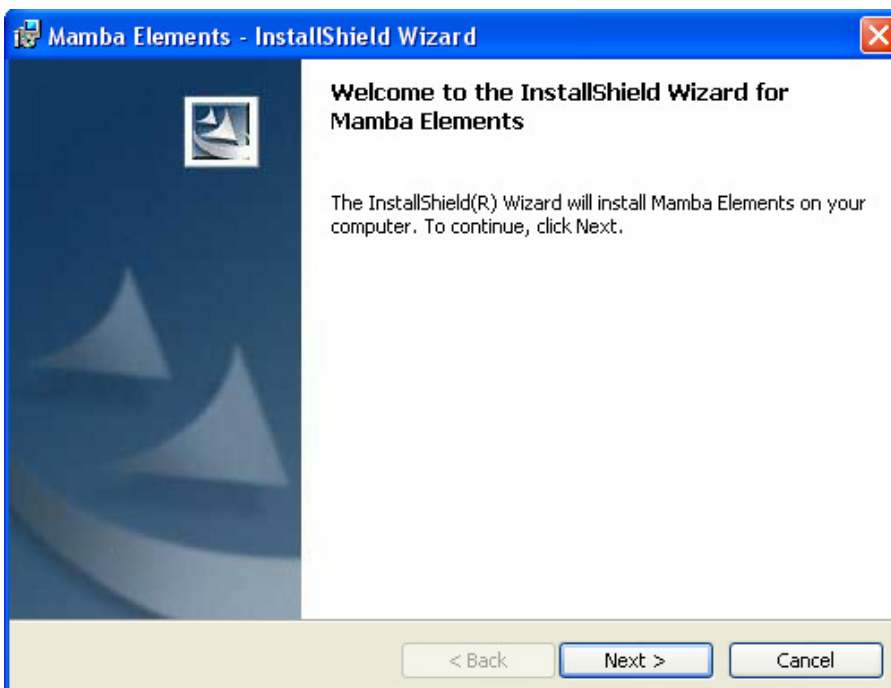 Mamba Elements - InstallShield Wizard
Welcome to the InstallShield Wizard for
Mamba Elements
The InstallShield(R) Wizard will install Mamba Elements on your
computer. To continue, click Next.
< Back
Next >
Cancel